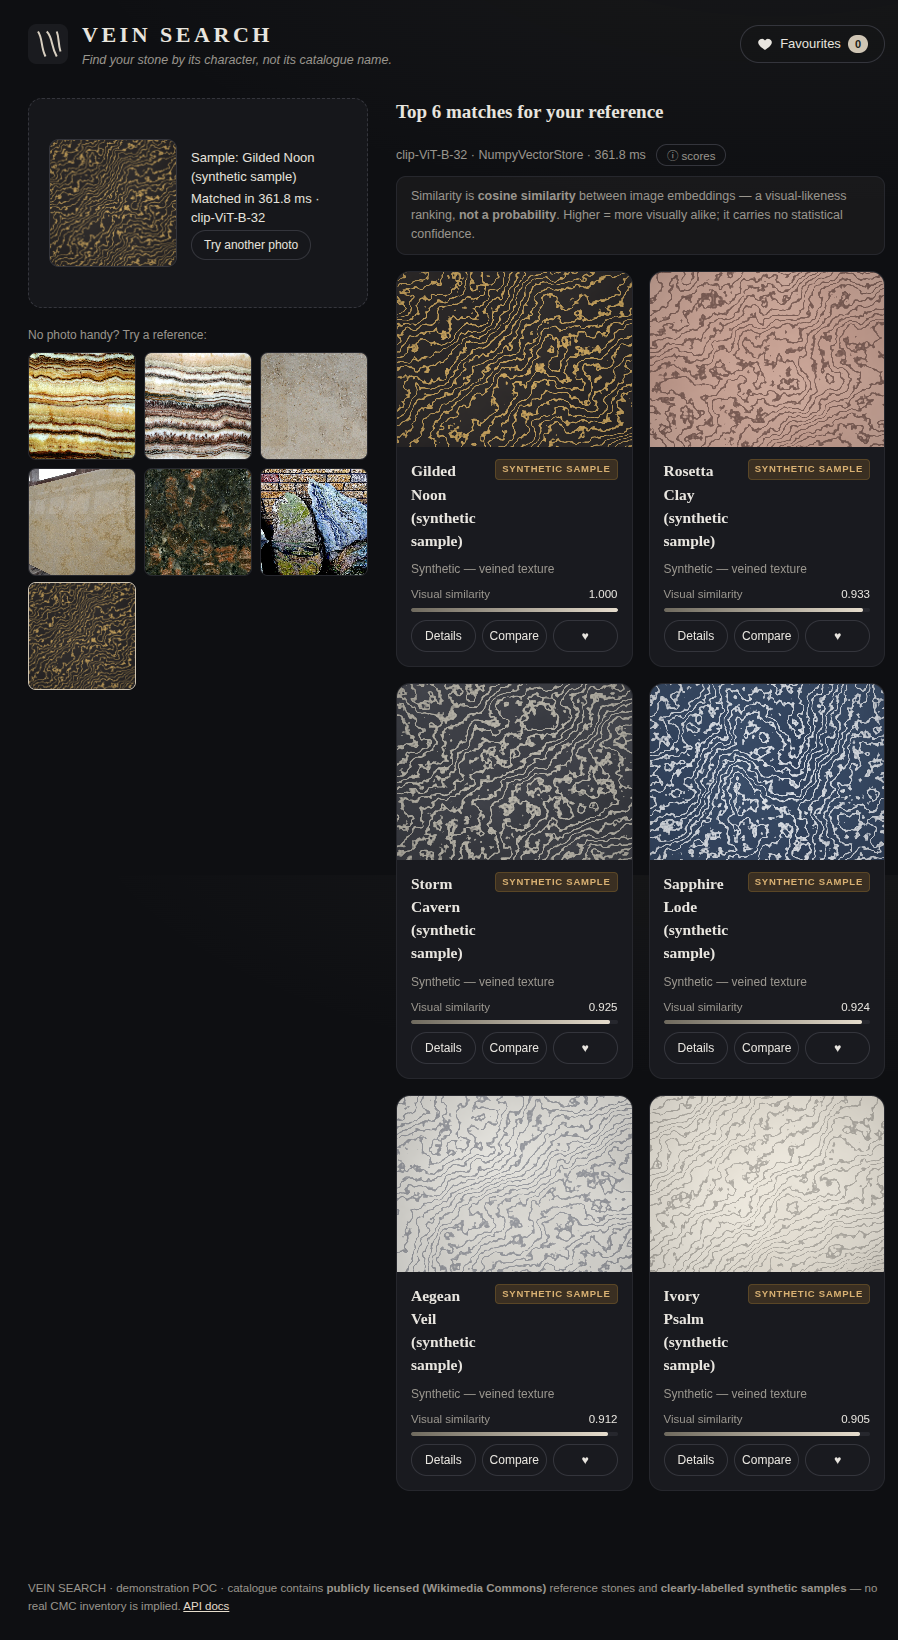 VEIN SEARCH
Find your stone by its character, not its catalogue name.
Favourites 0
Sample: Gilded Noon
(synthetic sample)
Matched in 361.8 ms ·
clip-ViT-B-32
Try another photo
No photo handy? Try a reference:
Top 6 matches for your reference
clip-ViT-B-32 · NumpyVectorStore · 361.8 ms ⓘ scores
Similarity is cosine similarity between image embeddings — a visual-likeness
ranking, not a probability. Higher = more visually alike; it carries no statistical
confidence.
Gilded
Noon
(synthetic
sample)
SYNTHETIC SAMPLE
Synthetic — veined texture
Visual similarity 1.000
Details Compare ♥
Rosetta
Clay
(synthetic
sample)
SYNTHETIC SAMPLE
Synthetic — veined texture
Visual similarity 0.933
Details Compare ♥
Storm
Cavern
(synthetic
sample)
SYNTHETIC SAMPLE
Synthetic — veined texture
Visual similarity 0.925
Details Compare ♥
Sapphire
Lode
(synthetic
sample)
SYNTHETIC SAMPLE
Synthetic — veined texture
Visual similarity 0.924
Details Compare ♥
Aegean
Veil
(synthetic
sample)
SYNTHETIC SAMPLE
Synthetic — veined texture
Visual similarity 0.912
Details Compare ♥
Ivory
Psalm
(synthetic
sample)
SYNTHETIC SAMPLE
Synthetic — veined texture
Visual similarity 0.905
Details Compare ♥
VEIN SEARCH · demonstration POC · catalogue contains publicly licensed (Wikimedia Commons) reference stones and clearly-labelled synthetic samples — no
real CMC inventory is implied. API docs